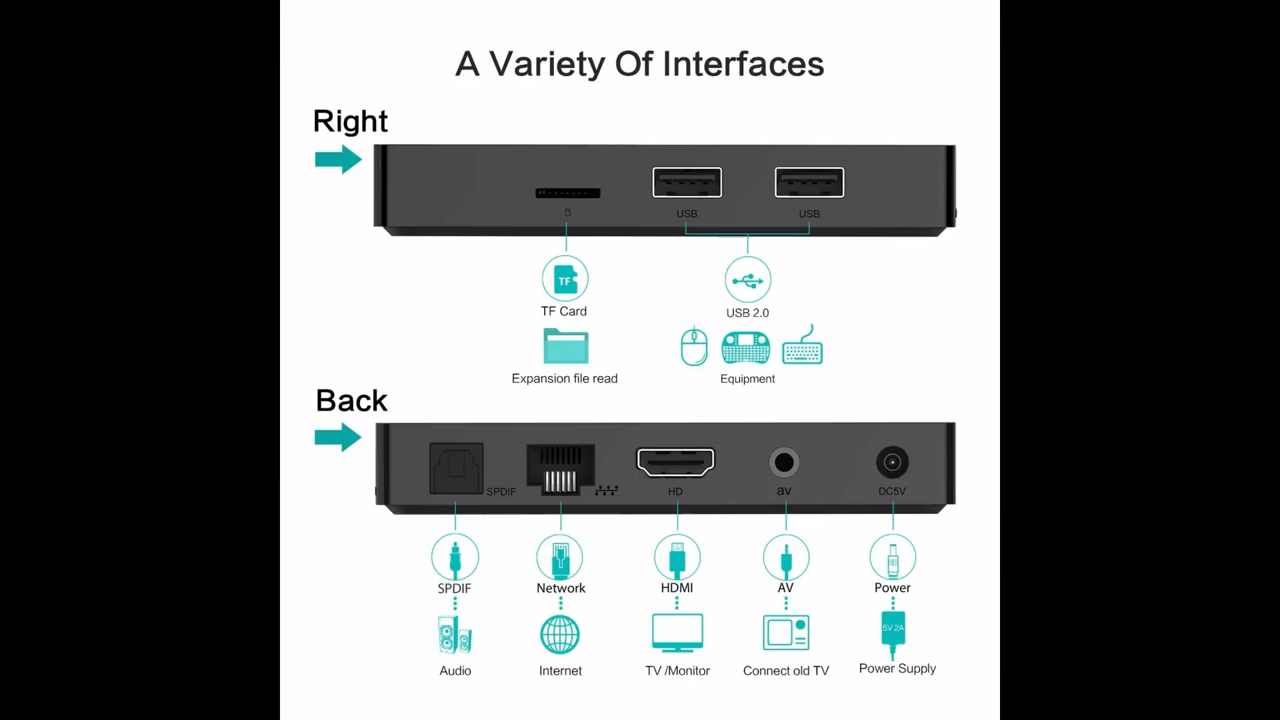 A Variety Of Interfaces
Right
USB USB
TF
TF Card
USB 2.0
Expansion file read
Equipment
Back
SPDIF HD av DC5V
SPDIF Network HDMI AV Power
5V.2A
Audio Internet TV /Monitor Connect old TV Power Supply